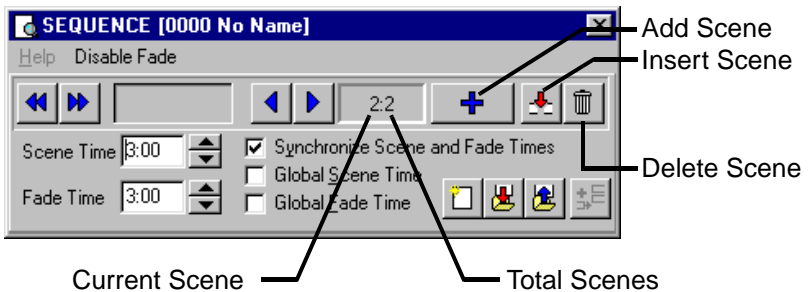 SEQUENCE [0000 No Name]
Add Scene
Help Disable Fade
Insert Scene
2:2
Scene Time 3:00
Synchronize Scene and Fade Times
Global Scene Time
Delete Scene
Fade Time 3:00
Global Fade Time
Current Scene
Total Scenes